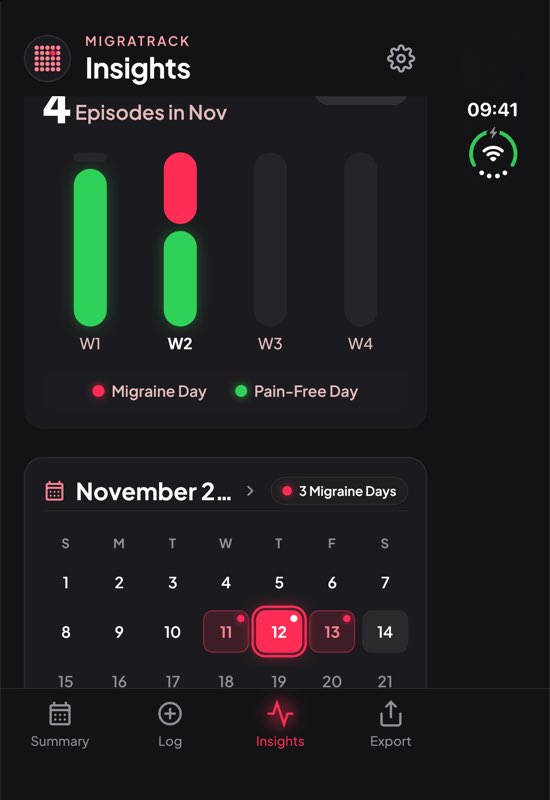 MIGRATRACK
Insights
09:41
4 Episodes in Nov
W1 W2 W3 W4
Migraine Day Pain-Free Day
November 2... 3 Migraine Days
S M T W T F S
1 2 3 4 5 6 7
8 9 10 11 12 13 14
15 16 17 18 19 20 21
Summary Log Insights Export